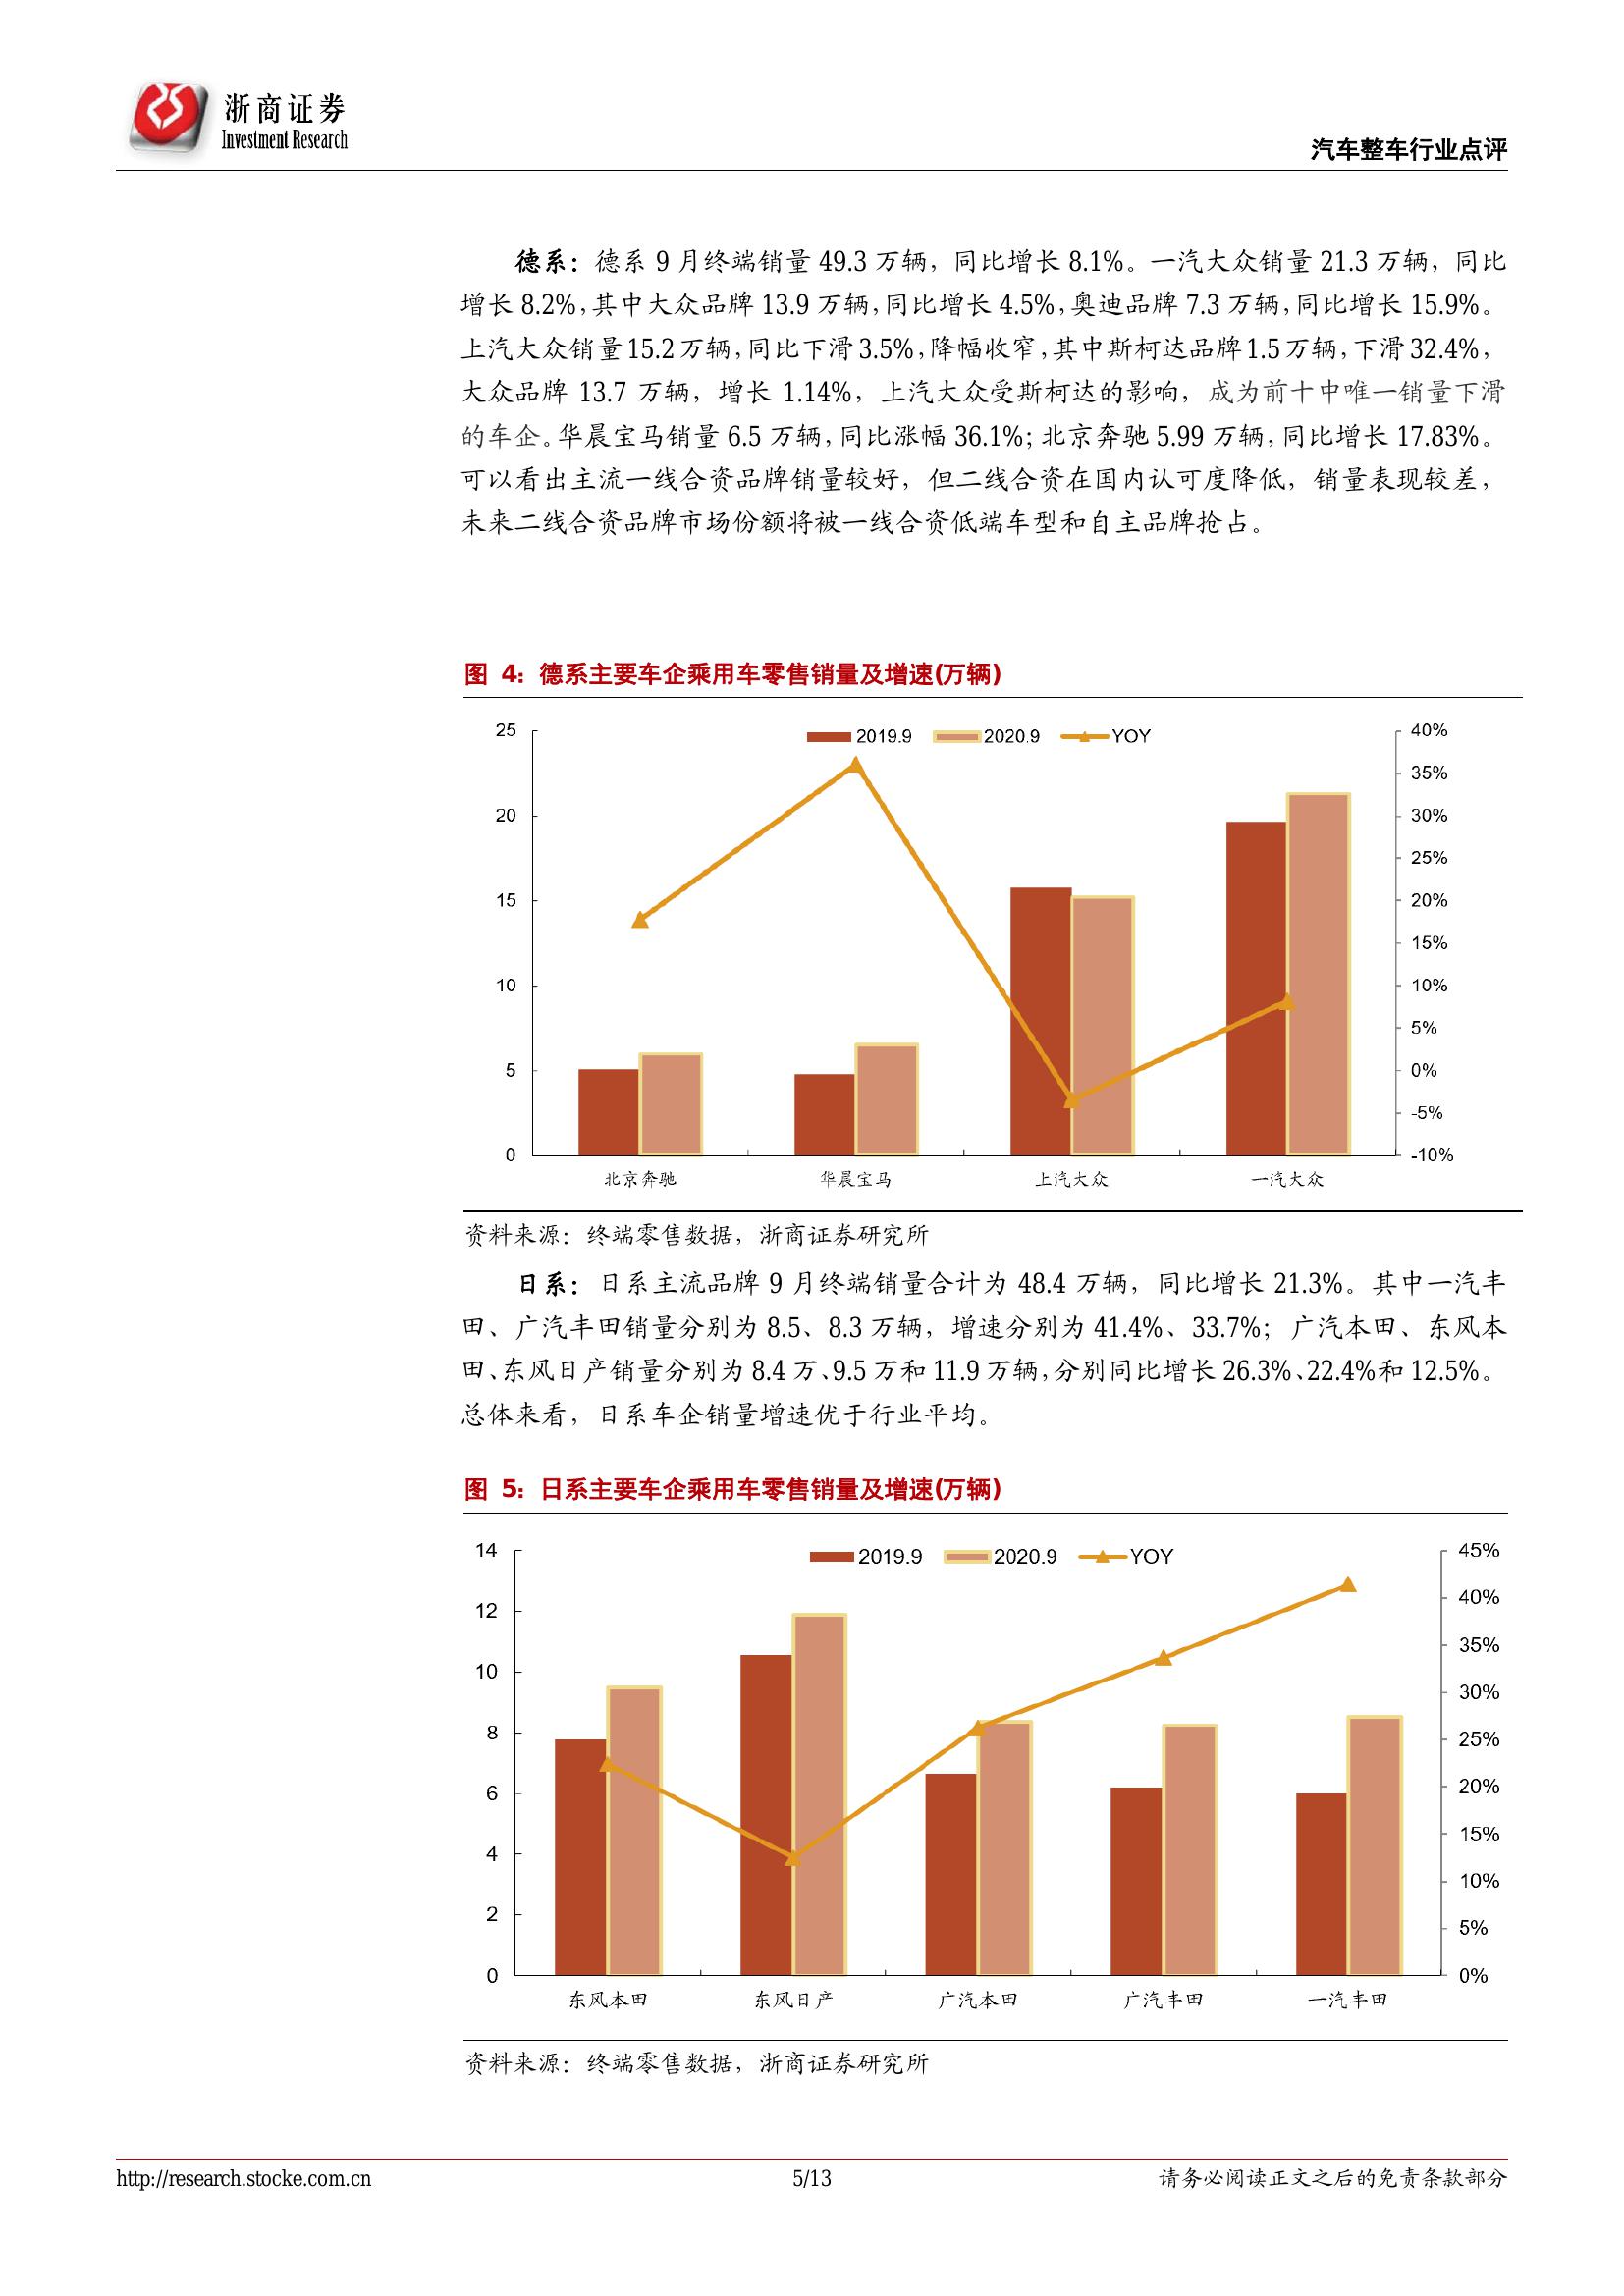 浙商证券
Investment Research
汽车整车行业点评
德系：德系 9 月终端销量 49.3 万辆，同比增长 8.1%。一汽大众销量 21.3 万辆，同比
增长 8.2%，其中大众品牌 13.9 万辆，同比增长 4.5%，奥迪品牌 7.3 万辆，同比增长 15.9%。
上汽大众销量 15.2 万辆，同比下滑 3.5%，降幅收窄，其中斯柯达品牌 1.5 万辆，下滑 32.4%，
大众品牌 13.7 万辆，增长 1.14%，上汽大众受斯柯达的影响，成为前十中唯一销量下滑
的车企。华晨宝马销量 6.5 万辆，同比涨幅 36.1%；北京奔驰 5.99 万辆，同比增长 17.83%。
可以看出主流一线合资品牌销量较好，但二线合资在国内认可度降低，销量表现较差，
未来二线合资品牌市场份额将被一线合资低端车型和自主品牌抢占。
图 4：德系主要车企乘用车零售销量及增速(万辆)
2019.9 2020.9 YOY
25 40%
35%
20 30%
25%
15 20%
15%
10 10%
5%
5 0%
-5%
0 -10%
北京奔驰 华晨宝马 上汽大众 一汽大众
资料来源：终端零售数据，浙商证券研究所
日系：日系主流品牌 9 月终端销量合计为 48.4 万辆，同比增长 21.3%。其中一汽丰
田、广汽丰田销量分别为 8.5、8.3 万辆，增速分别为 41.4%、33.7%；广汽本田、东风本
田、东风日产销量分别为 8.4 万、9.5 万和 11.9 万辆，分别同比增长 26.3%、22.4%和 12.5%。
总体来看，日系车企销量增速优于行业平均。
图 5：日系主要车企乘用车零售销量及增速(万辆)
2019.9 2020.9 YOY
14 45%
40%
12
35%
10
30%
8 25%
6 20%
15%
4
10%
2
5%
0 0%
东风本田 东风日产 广汽本田 广汽丰田 一汽丰田
资料来源：终端零售数据，浙商证券研究所
http://research.stocke.com.cn 5/13 请务必阅读正文之后的免责条款部分